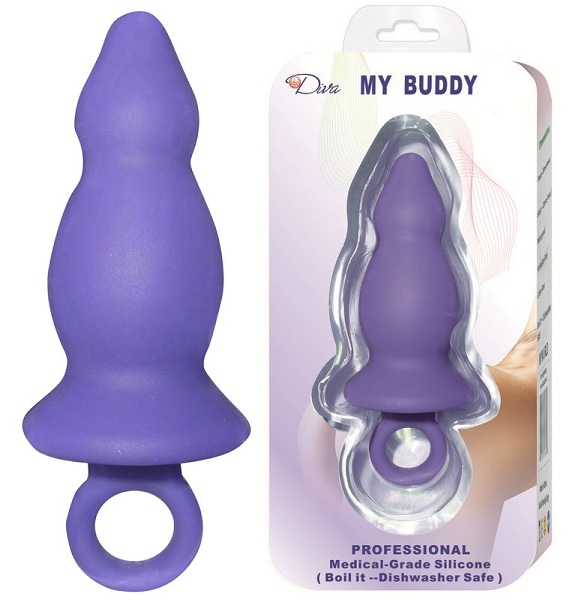 Diva MY BUDDY
PROFESSIONAL
Medical-Grade Silicone
( Boil it --Dishwasher Safe )